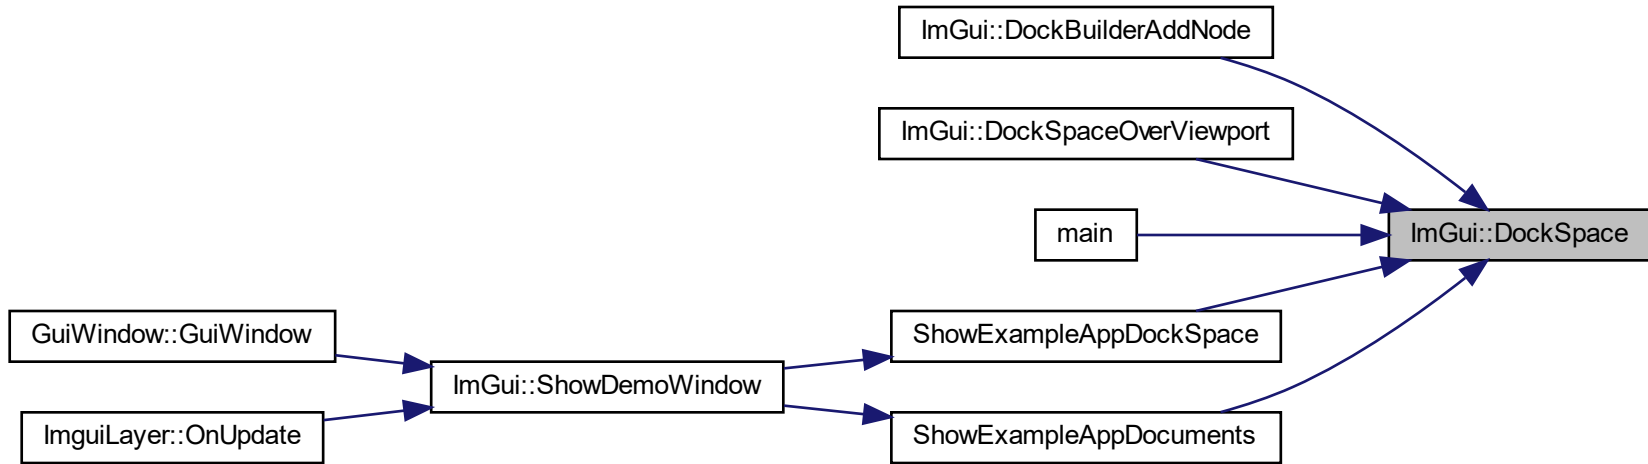 ImGui::DockBuilderAddNode
ImGui::DockSpaceOverViewport
main
ImGui::DockSpace
GuiWindow::GuiWindow
ShowExampleAppDockSpace
ImGui::ShowDemoWindow
ImguiLayer::OnUpdate
ShowExampleAppDocuments